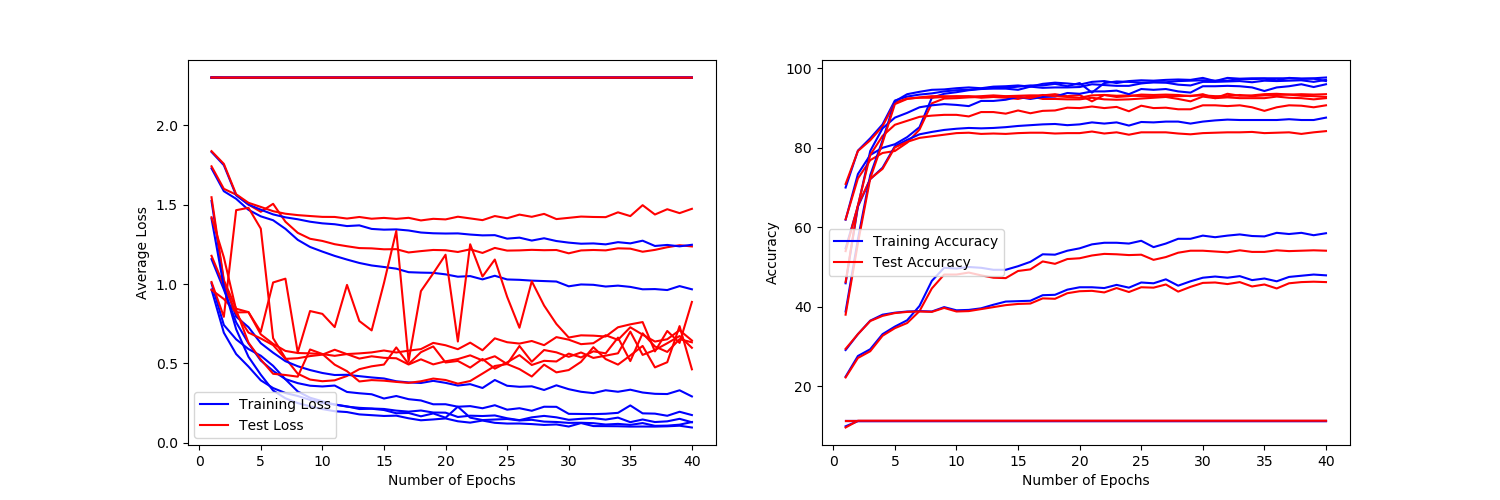 2.0
1.5
1.0
0.5
0.0
Average Loss
Training Loss
Test Loss
0 5 10 15 20 25 30 35 40
Number of Epochs
100
80
60
40
20
Accuracy
Training Accuracy
Test Accuracy
0 5 10 15 20 25 30 35 40
Number of Epochs